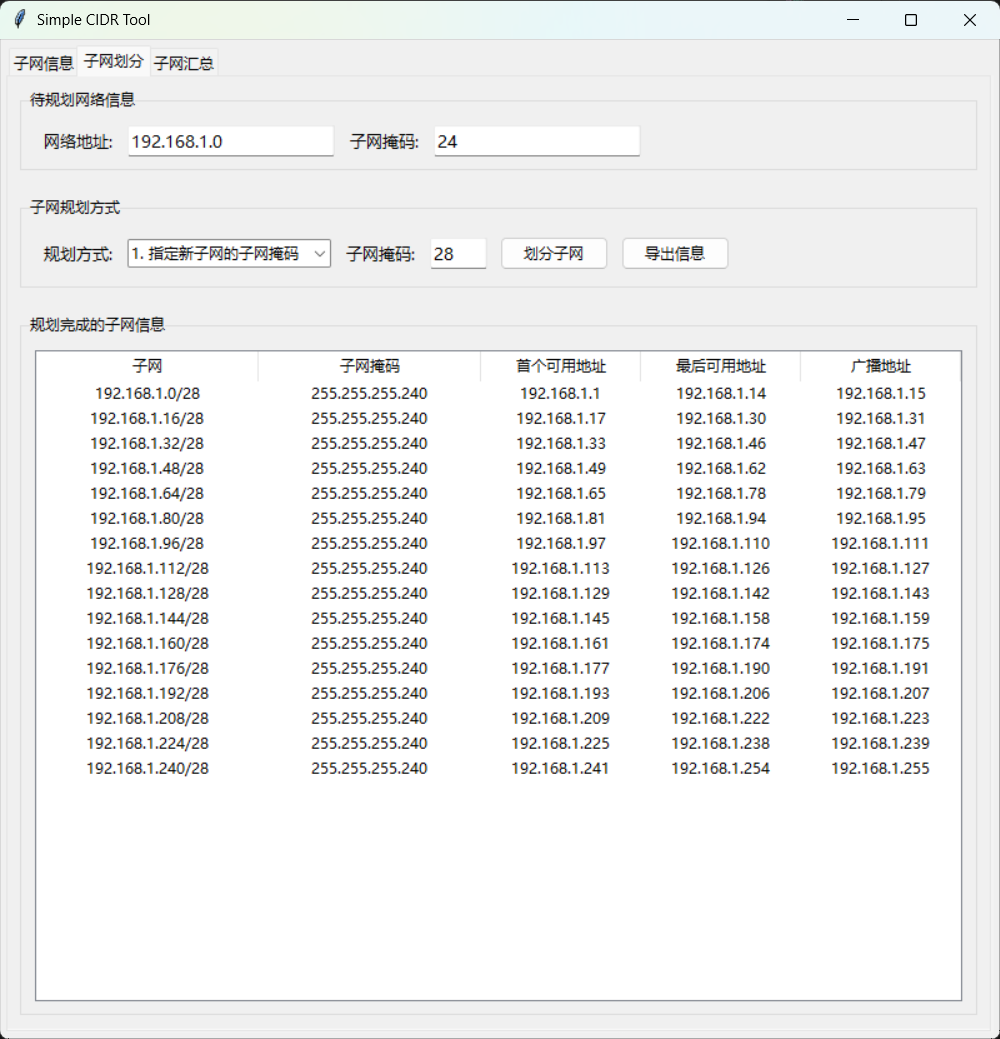 Simple CIDR Tool
子网信息 子网划分 子网汇总
待规划网络信息
网络地址: 192.168.1.0 子网掩码: 24
子网规划方式
规划方式: 1. 指定新子网的子网掩码 子网掩码: 28 划分子网 导出信息
规划完成的子网信息
子网 子网掩码 首个可用地址 最后可用地址 广播地址
192.168.1.0/28 255.255.255.240 192.168.1.1 192.168.1.14 192.168.1.15
192.168.1.16/28 255.255.255.240 192.168.1.17 192.168.1.30 192.168.1.31
192.168.1.32/28 255.255.255.240 192.168.1.33 192.168.1.46 192.168.1.47
192.168.1.48/28 255.255.255.240 192.168.1.49 192.168.1.62 192.168.1.63
192.168.1.64/28 255.255.255.240 192.168.1.65 192.168.1.78 192.168.1.79
192.168.1.80/28 255.255.255.240 192.168.1.81 192.168.1.94 192.168.1.95
192.168.1.96/28 255.255.255.240 192.168.1.97 192.168.1.110 192.168.1.111
192.168.1.112/28 255.255.255.240 192.168.1.113 192.168.1.126 192.168.1.127
192.168.1.128/28 255.255.255.240 192.168.1.129 192.168.1.142 192.168.1.143
192.168.1.144/28 255.255.255.240 192.168.1.145 192.168.1.158 192.168.1.159
192.168.1.160/28 255.255.255.240 192.168.1.161 192.168.1.174 192.168.1.175
192.168.1.176/28 255.255.255.240 192.168.1.177 192.168.1.190 192.168.1.191
192.168.1.192/28 255.255.255.240 192.168.1.193 192.168.1.206 192.168.1.207
192.168.1.208/28 255.255.255.240 192.168.1.209 192.168.1.222 192.168.1.223
192.168.1.224/28 255.255.255.240 192.168.1.225 192.168.1.238 192.168.1.239
192.168.1.240/28 255.255.255.240 192.168.1.241 192.168.1.254 192.168.1.255